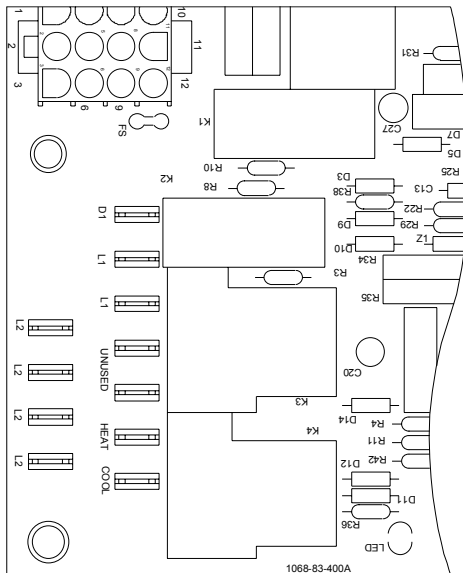 1
10
2
11
3
12
6
9
FS
K1
R31
C27
D7
D5
R10
K2
R8
D3
R38
R25
C13
R22
D1
D9
R29
Z1
D10
L1
R34
R3
L1
R35
L2
UNUSED
L2
C20
K3
D14
L2
HEAT
K4
R4
R11
L2
COOL
D12
R42
D11
R36
LED
1068-83-400A